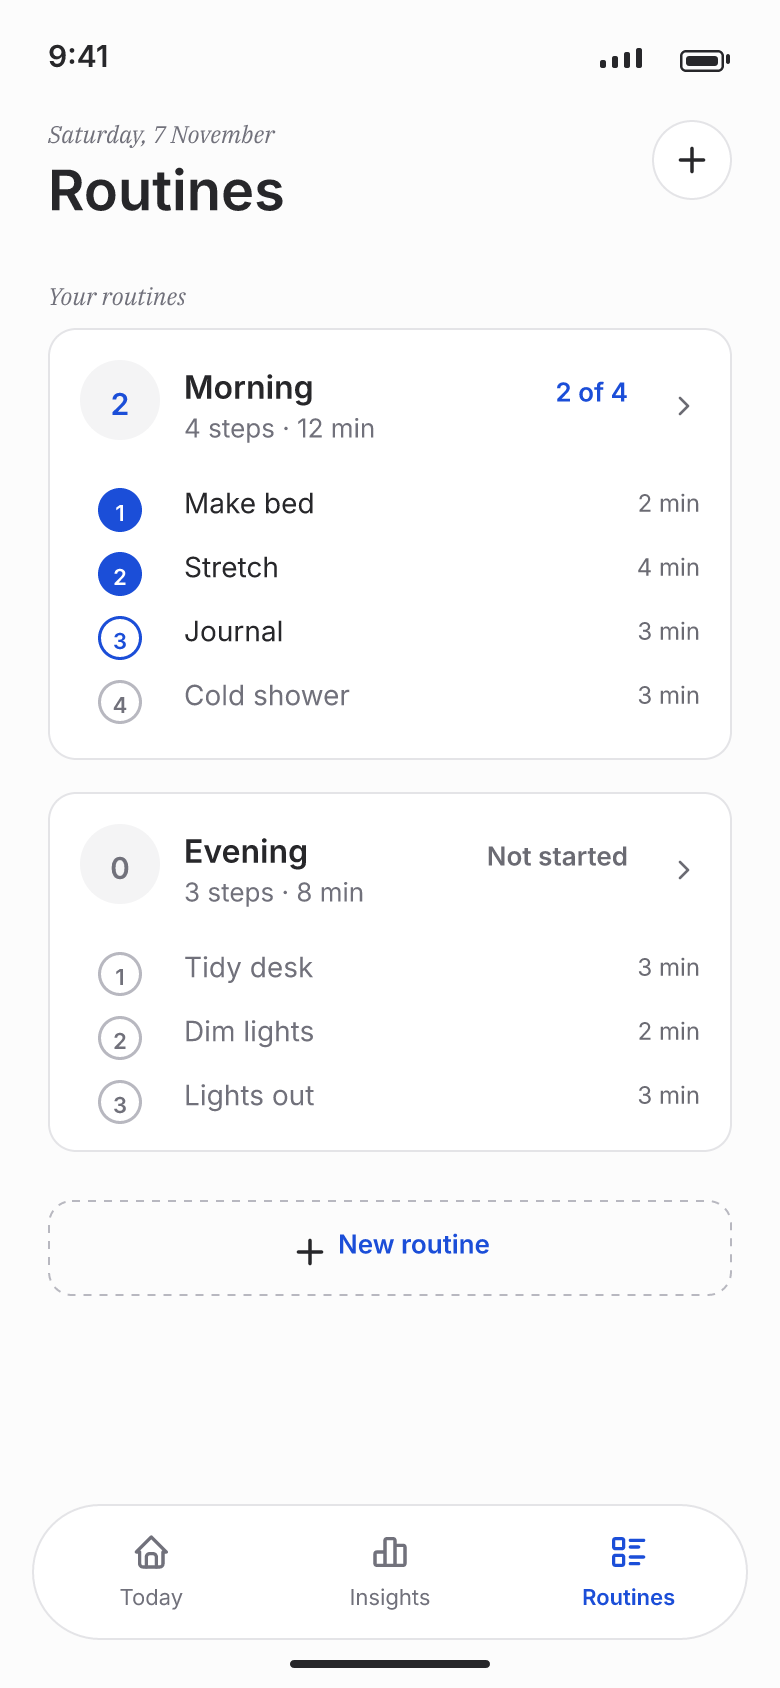 9:41
Saturday, 7 November
Routines
Your routines
2
Morning
2 of 4
4 steps · 12 min
1 Make bed 2 min
2 Stretch 4 min
3 Journal 3 min
4 Cold shower 3 min
0
Evening
Not started
3 steps · 8 min
1 Tidy desk 3 min
2 Dim lights 2 min
3 Lights out 3 min
New routine
Today Insights Routines